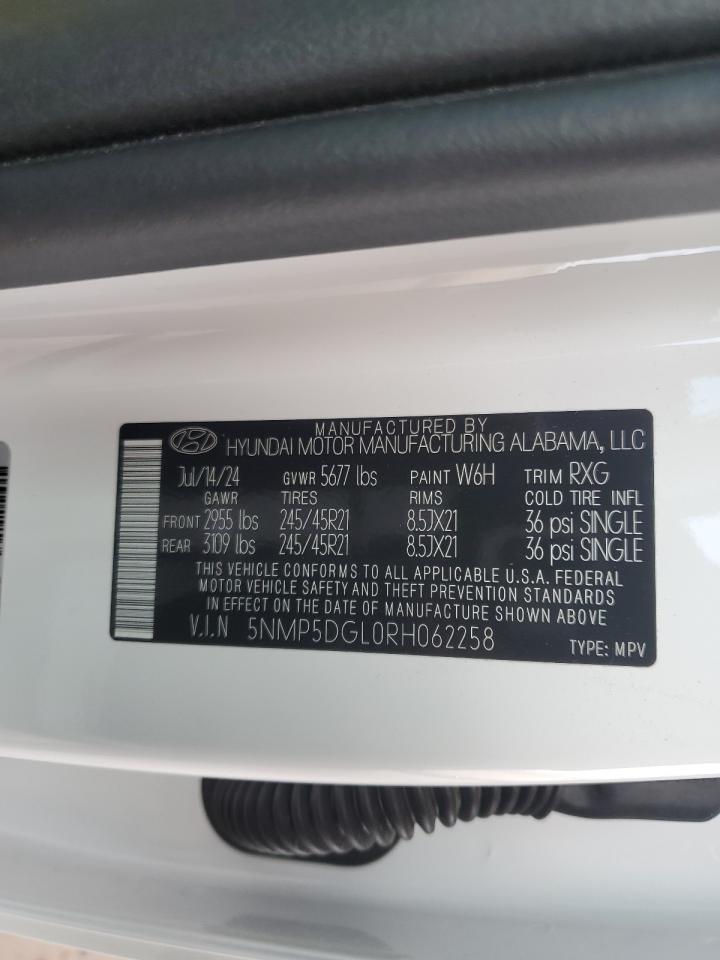 MANUFACTURED BY
HYUNDAI MOTOR MANUFACTURING ALABAMA, LLC
Jul/14/24 GVWR 5677 lbs PAINT W6H TRIM RXG
GAWR TIRES RIMS COLD TIRE INFL
FRONT 2955 lbs 245/45R21 8.5JX21 36 psi SINGLE
REAR 3109 lbs 245/45R21 8.5JX21 36 psi SINGLE
THIS VEHICLE CONFORMS TO ALL APPLICABLE U.S.A. FEDERAL
MOTOR VEHICLE SAFETY AND THEFT PREVENTION STANDARDS
IN EFFECT ON THE DATE OF MANUFACTURE SHOWN ABOVE
V.I.N 5NMP5DGL0RH062258
TYPE: MPV